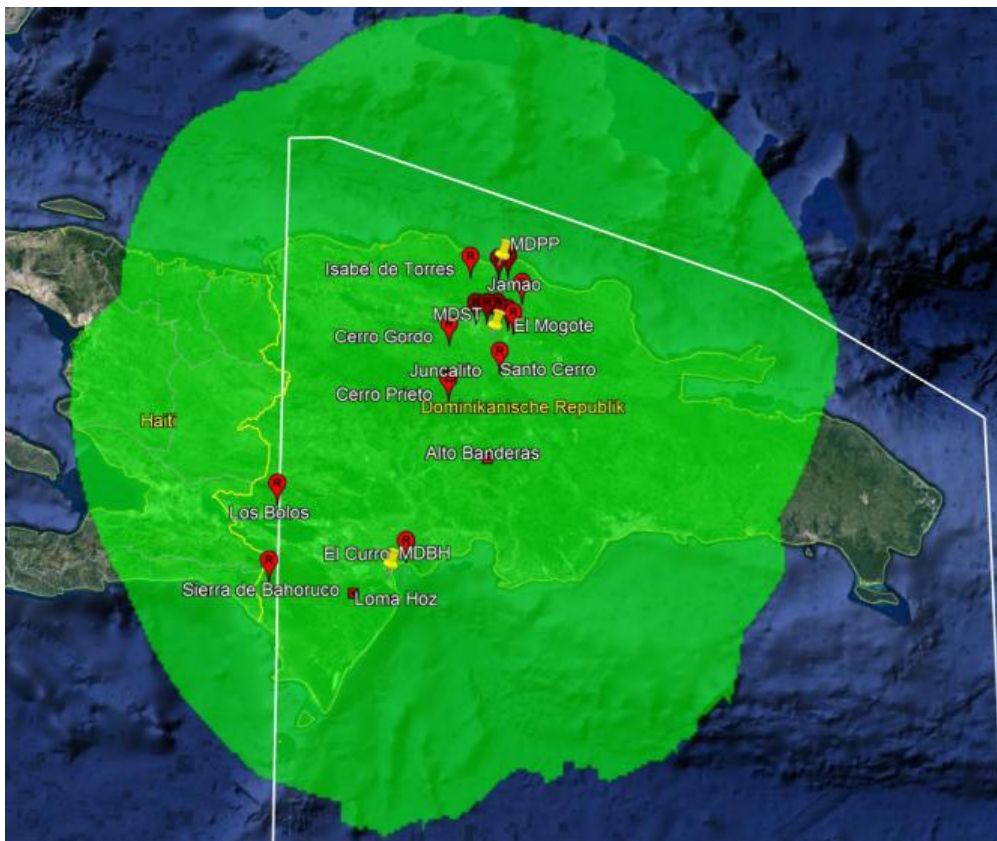 MDPP
Isabel de Torres
Jamao
MDST
El Mogote
Cerro Gordo
Juncalito
Santo Cerro
Cerro Prieto
Dominikanische Republik
Haiti
Alto Banderas
Los Bolos
El Curro
MDBH
Sierra de Bahoruco
Loma Hoz